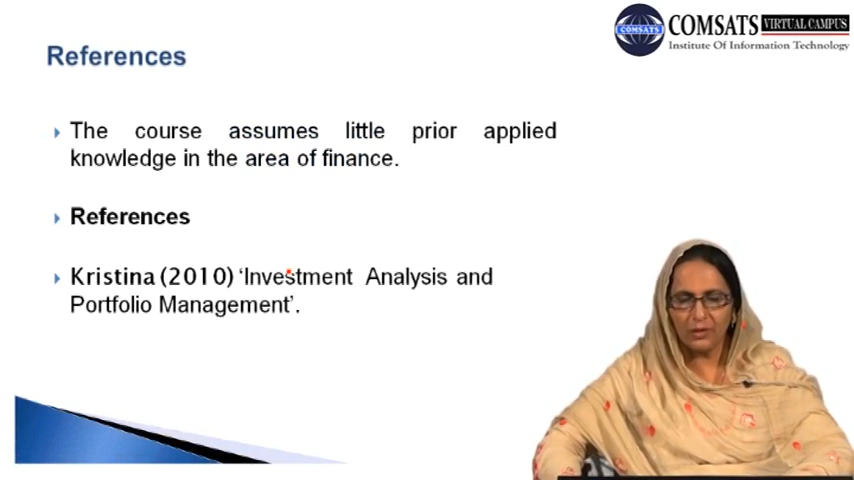 COMSATS
COMSATS VIRTUAL CAMPUS
Institute Of Information Technology
References
The course assumes little prior applied
knowledge in the area of finance.
References
Kristina (2010) ‘Investment Analysis and
Portfolio Management’.